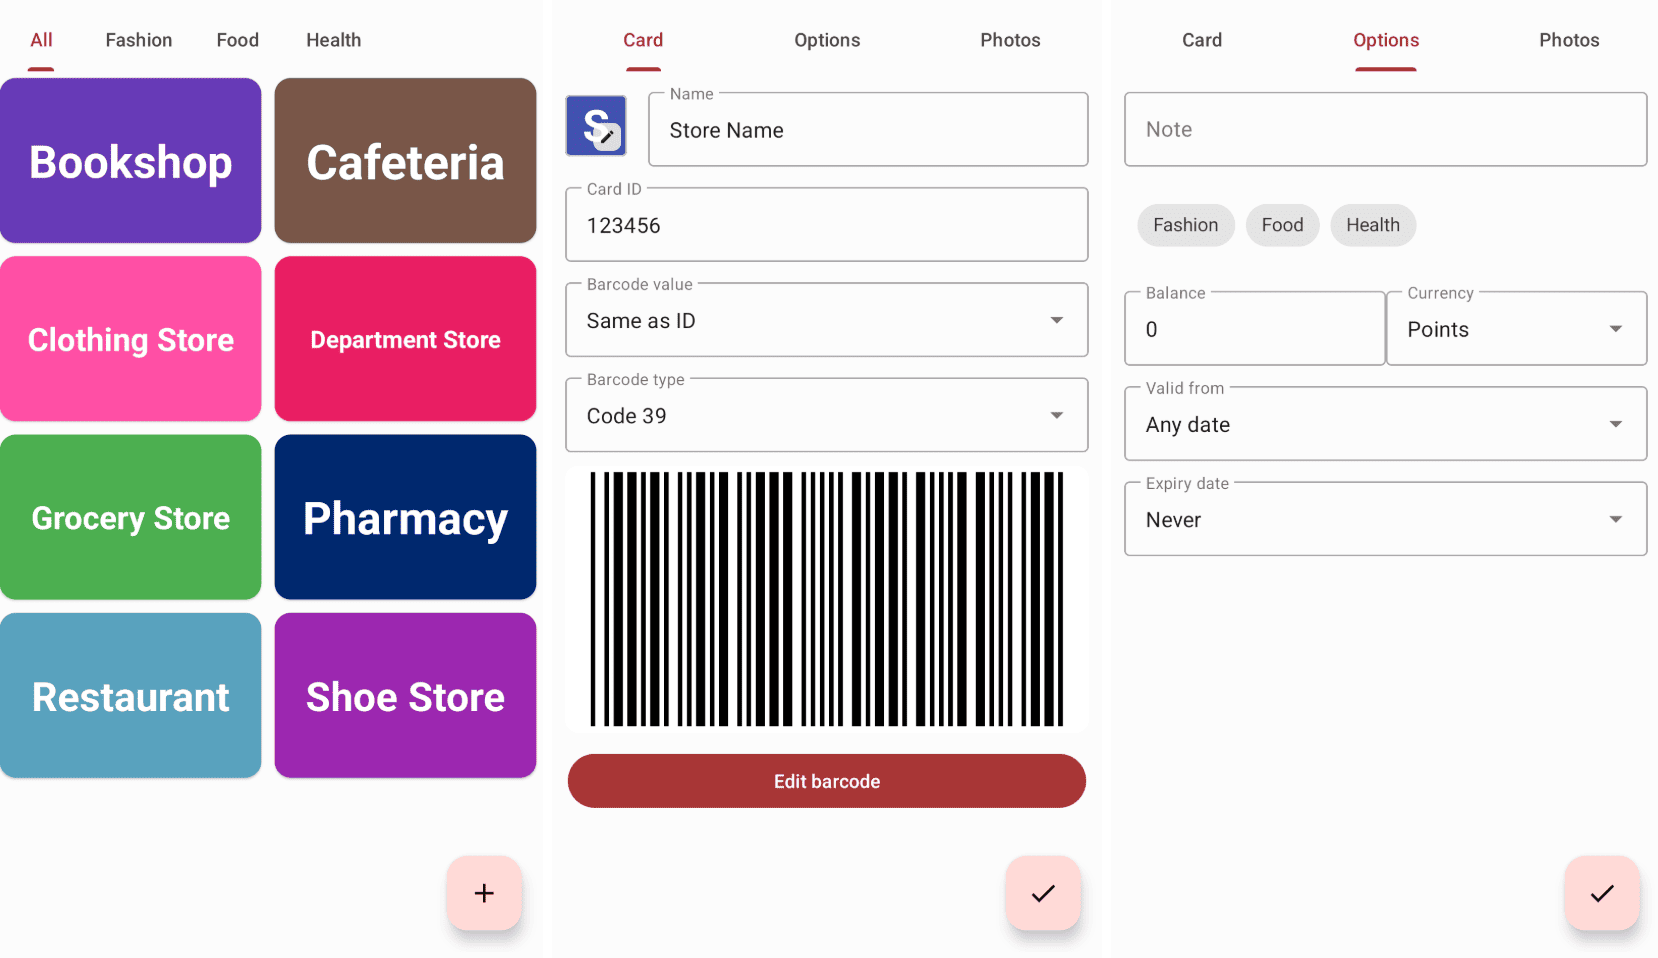 All
Fashion
Food
Health
Bookshop
Cafeteria
Clothing Store
Department Store
Grocery Store
Pharmacy
Restaurant
Shoe Store
Card
Options
Photos
S
Name
Store Name
Card ID
123456
Barcode value
Same as ID
Barcode type
Code 39
Edit barcode
Card
Options
Photos
Note
Fashion
Food
Health
Balance
0
Currency
Points
Valid from
Any date
Expiry date
Never